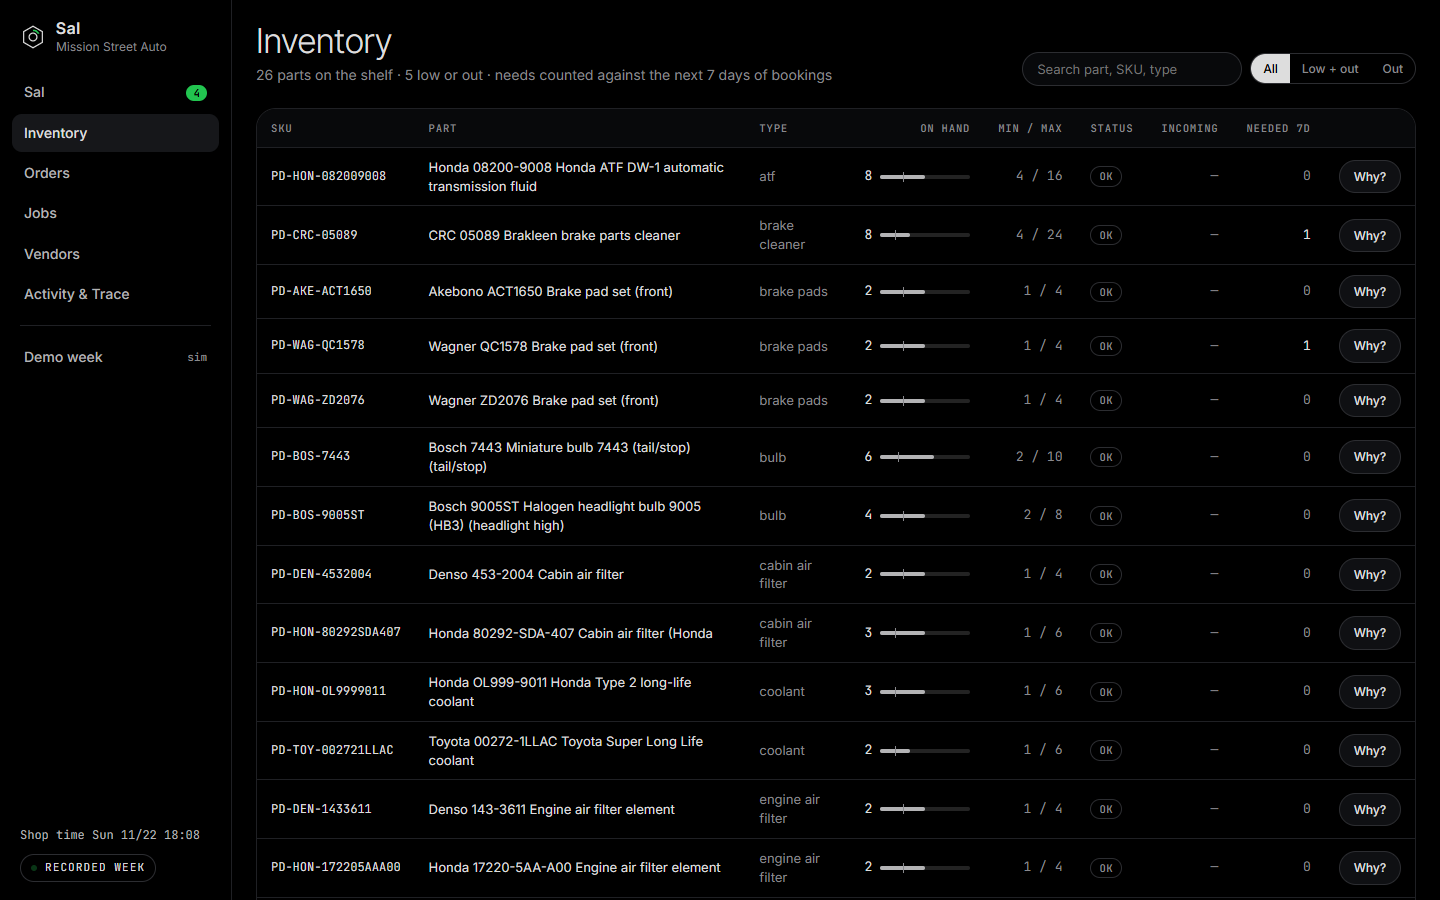 Sal
Mission Street Auto
Sal 4
Inventory
Orders
Jobs
Vendors
Activity & Trace
Demo week sim
Shop time Sun 11/22 18:08
RECORDED WEEK
Inventory
26 parts on the shelf · 5 low or out · needs counted against the next 7 days of bookings
Search part, SKU, type
All Low + out Out
SKU PART TYPE ON HAND MIN / MAX STATUS INCOMING NEEDED 7D
PD-HON-082009008 Honda 08200-9008 Honda ATF DW-1 automatic
transmission fluid atf 8 4 / 16 OK — 0 Why?
PD-CRC-05089 CRC 05089 Brakleen brake parts cleaner brake
cleaner 8 4 / 24 OK — 1 Why?
PD-AKE-ACT1650 Akebono ACT1650 Brake pad set (front) brake pads 2 1 / 4 OK — 0 Why?
PD-WAG-QC1578 Wagner QC1578 Brake pad set (front) brake pads 2 1 / 4 OK — 1 Why?
PD-WAG-ZD2076 Wagner ZD2076 Brake pad set (front) brake pads 2 1 / 4 OK — 0 Why?
PD-BOS-7443 Bosch 7443 Miniature bulb 7443 (tail/stop)
(tail/stop) bulb 6 2 / 10 OK — 0 Why?
PD-BOS-9005ST Bosch 9005ST Halogen headlight bulb 9005
(HB3) (headlight high) bulb 4 2 / 8 OK — 0 Why?
PD-DEN-4532004 Denso 453-2004 Cabin air filter cabin air
filter 2 1 / 4 OK — 0 Why?
PD-HON-80292SDA407 Honda 80292-SDA-407 Cabin air filter (Honda cabin air
filter 3 1 / 6 OK — 0 Why?
PD-HON-OL9999011 Honda OL999-9011 Honda Type 2 long-life
coolant coolant 3 1 / 6 OK — 0 Why?
PD-TOY-002721LLAC Toyota 00272-1LLAC Toyota Super Long Life
coolant coolant 2 1 / 6 OK — 0 Why?
PD-DEN-1433611 Denso 143-3611 Engine air filter element engine air
filter 2 1 / 4 OK — 0 Why?
PD-HON-172205AAA00 Honda 17220-5AA-A00 Engine air filter element engine air
filter 2 1 / 4 OK — 0 Why?